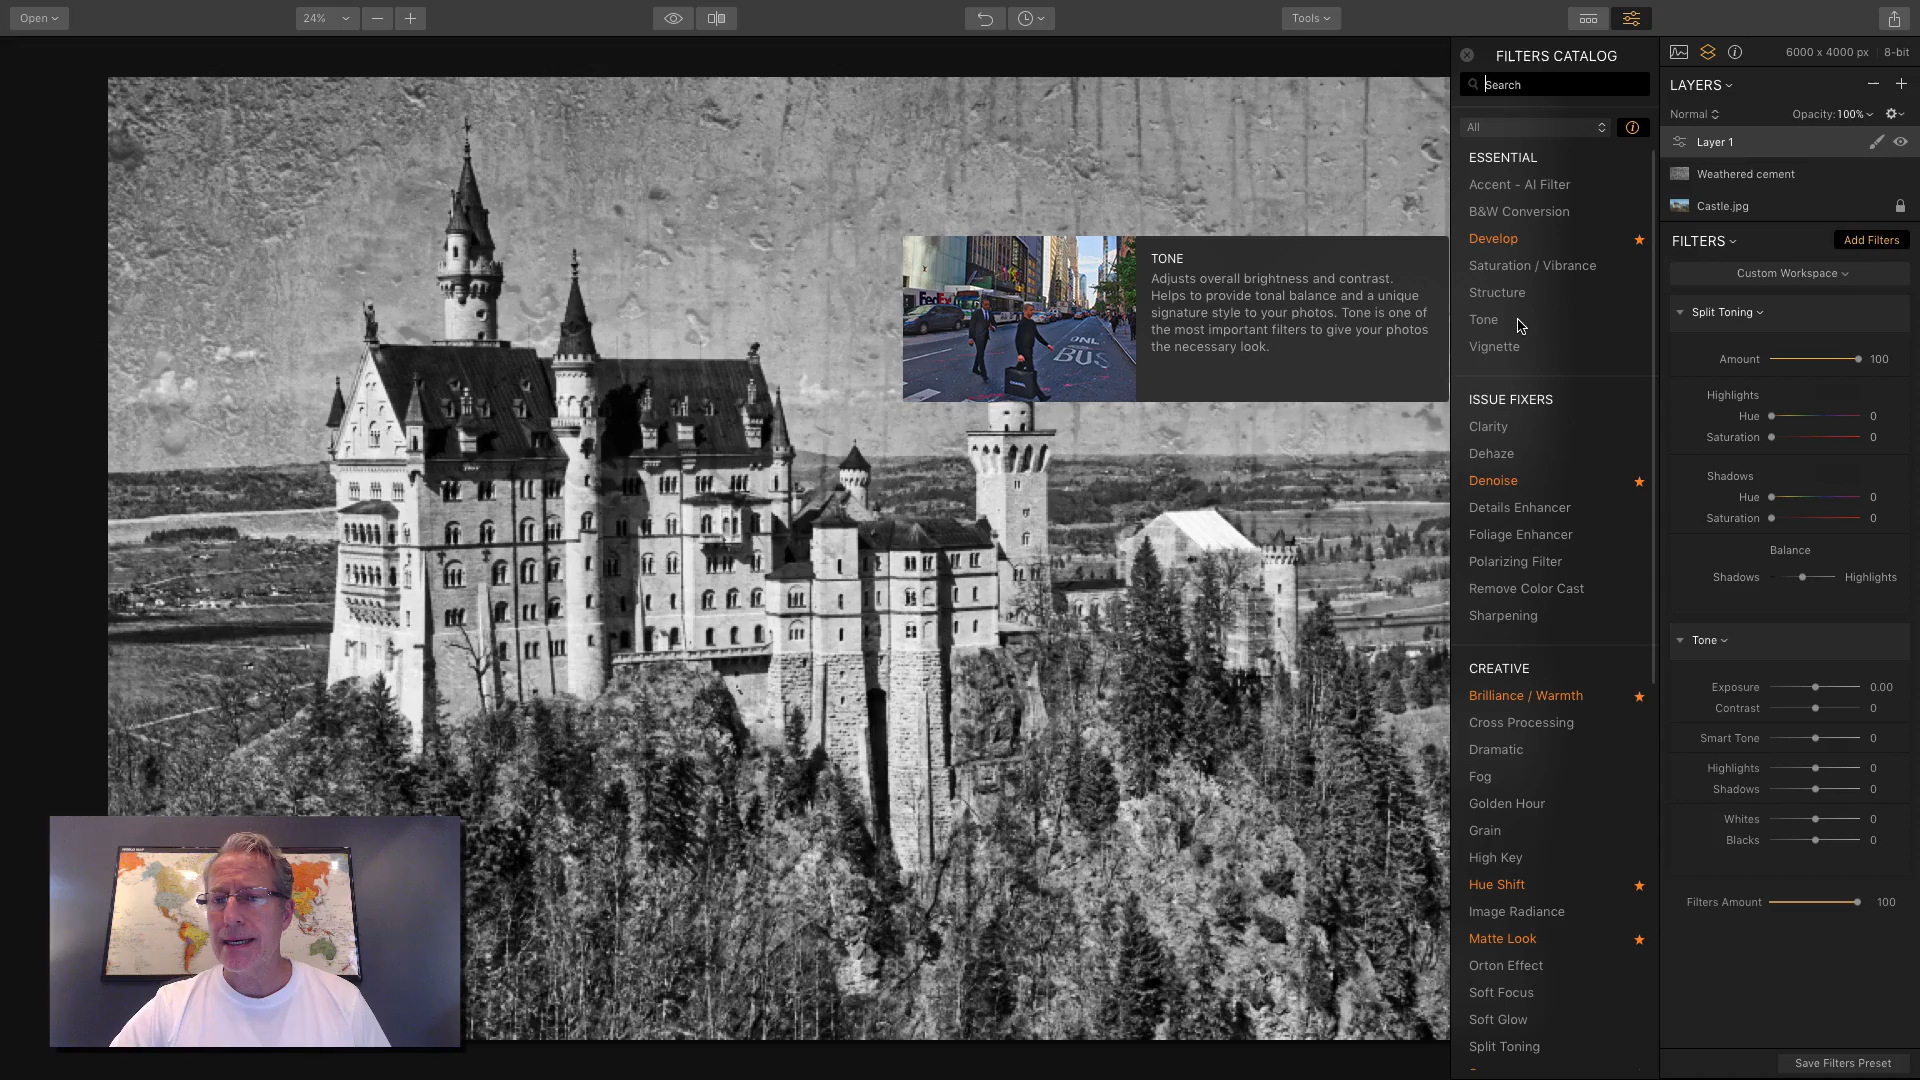 Open
24%
Tools
FILTERS CATALOG
Search
All
ESSENTIAL
Accent - AI Filter
B&W Conversion
Develop
Saturation / Vibrance
Structure
Tone
Vignette
ISSUE FIXERS
Clarity
Dehaze
Denoise
Details Enhancer
Foliage Enhancer
Polarizing Filter
Remove Color Cast
Sharpening
CREATIVE
Brilliance / Warmth
Cross Processing
Dramatic
Fog
Golden Hour
Grain
High Key
Hue Shift
Image Radiance
Matte Look
Orton Effect
Soft Focus
Soft Glow
Split Toning
TONE
Adjusts overall brightness and contrast.
Helps to provide tonal balance and a unique
signature style to your photos. Tone is one of
the most important filters to give your photos
the necessary look.
FedEx
ONL
BUS
6000 x 4000 px 8-bit
LAYERS
Normal Opacity: 100%
Layer 1
Weathered cement
Castle.jpg
FILTERS Add Filters
Custom Workspace
Split Toning
Amount 100
Highlights
Hue 0
Saturation 0
Shadows
Hue 0
Saturation 0
Balance
Shadows Highlights
Tone
Exposure 0.00
Contrast 0
Smart Tone 0
Highlights 0
Shadows 0
Whites 0
Blacks 0
Filters Amount 100
Save Filters Preset